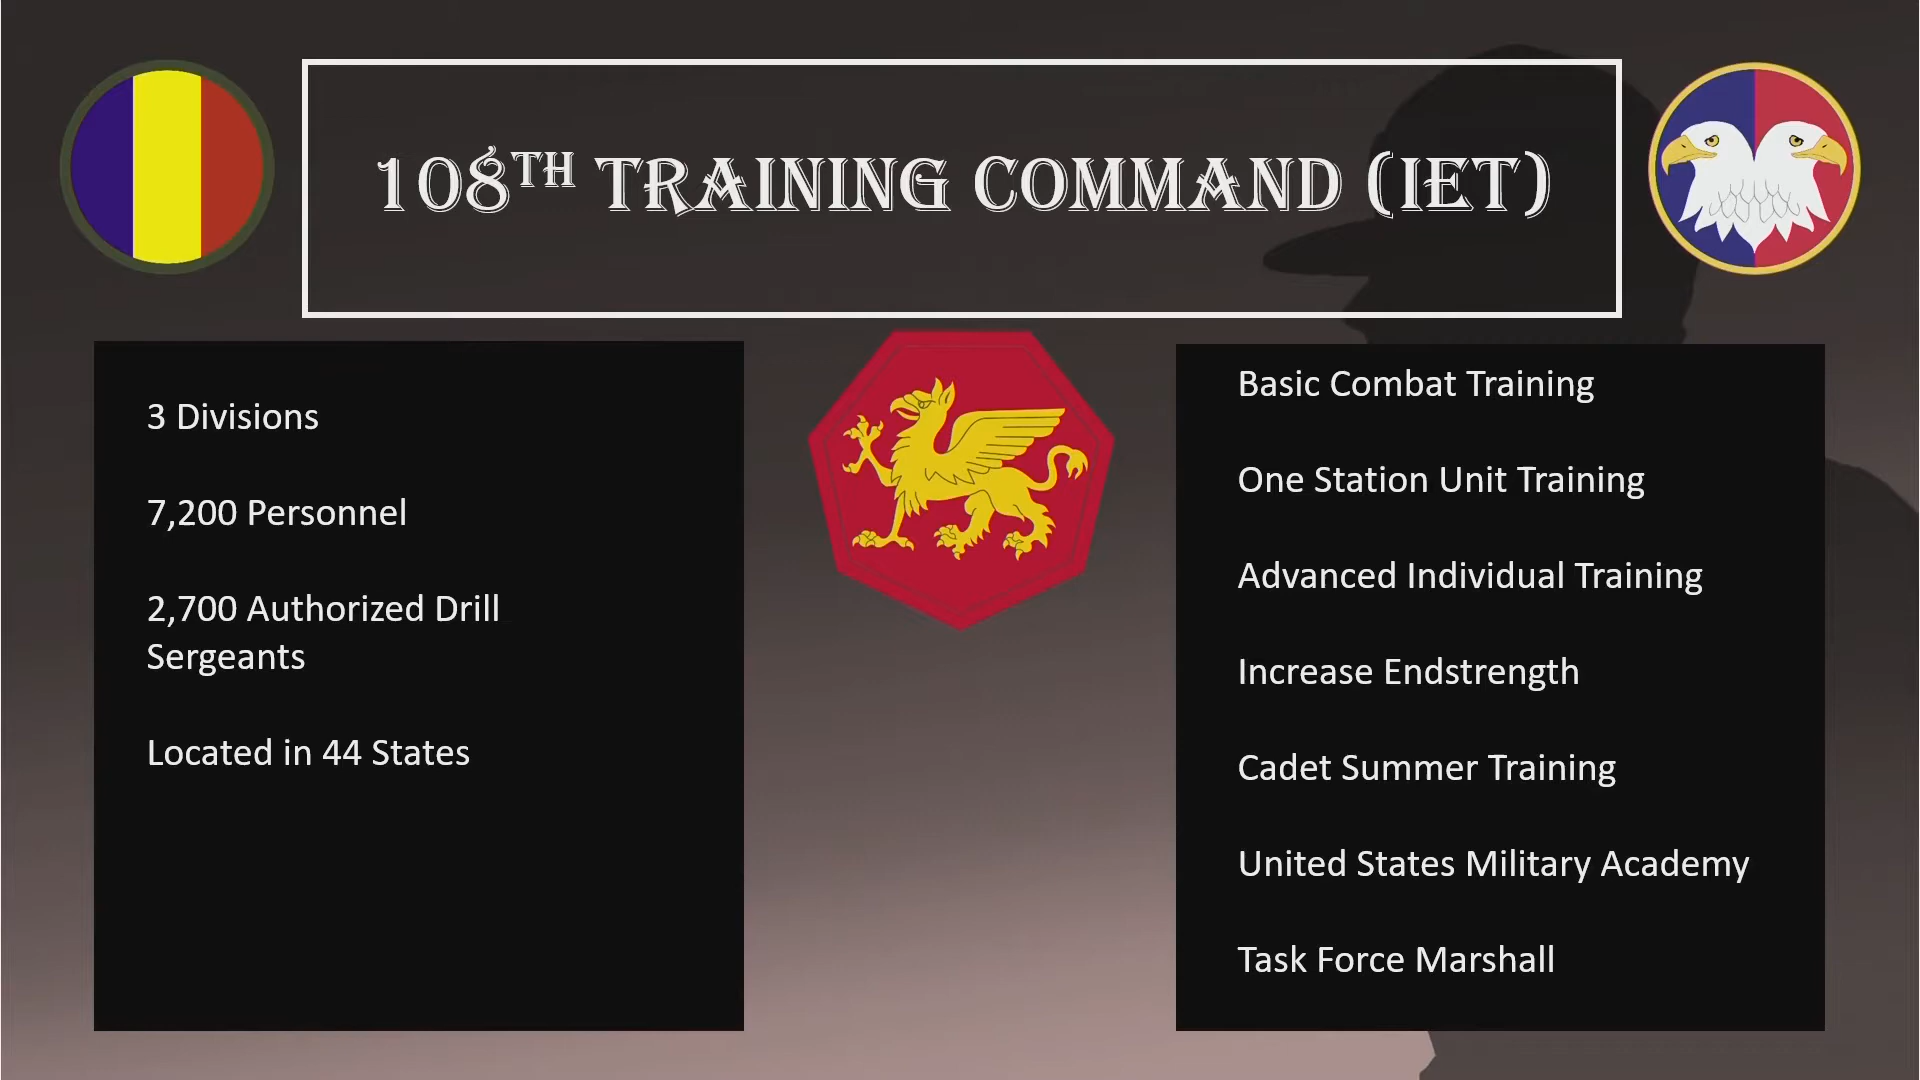 108TH TRAINING COMMAND (IET)
3 Divisions
7,200 Personnel
2,700 Authorized Drill
Sergeants
Located in 44 States
Basic Combat Training
One Station Unit Training
Advanced Individual Training
Increase Endstrength
Cadet Summer Training
United States Military Academy
Task Force Marshall